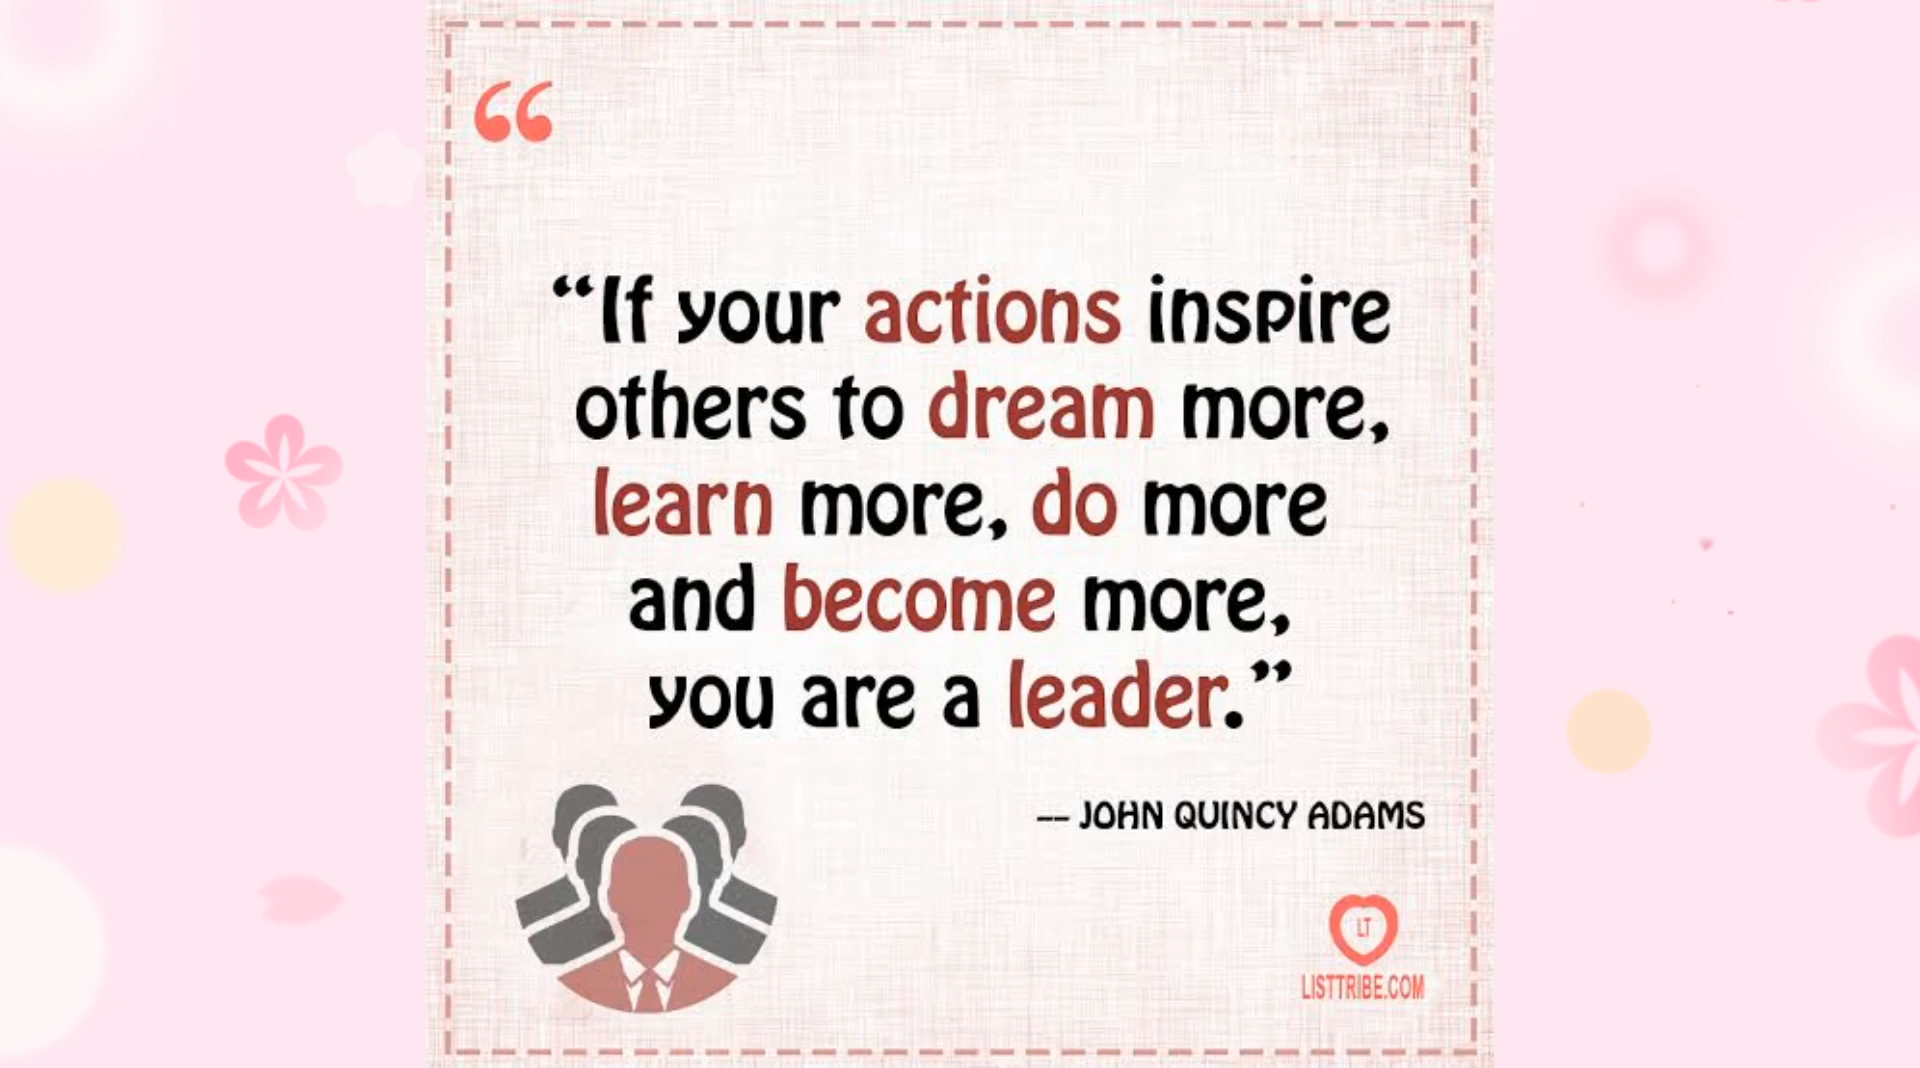 “
“If your actions inspire
others to dream more,
learn more, do more
and become more,
you are a leader.”
-- JOHN QUINCY ADAMS
LT
LISTTRIBE.COM